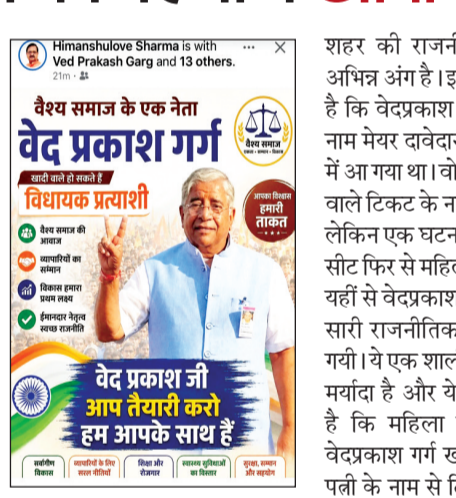 Himanshulove Sharma is with
Ved Prakash Garg and 13 others.
21m
वैश्य समाज के एक नेता
वेद प्रकाश गर्ग
खादी वाले हो सकते हैं
विधायक प्रत्याशी
वैश्य समाज
आपका विश्वास
हमारी
ताकत
वैश्य समाज की
आवाज
व्यापारियों का
सम्मान
विकास हमारा
प्रथम लक्ष्य
ईमानदार नेतृत्व
स्वच्छ राजनीति
वेद प्रकाश जी
आप तैयारी करो
हम आपके साथ हैं
सर्वांगीण
विकास
व्यापारियों के लिए
सरल नीतियाँ
शिक्षा और
रोजगार
स्वास्थ्य सुविधाओं
का विस्तार
सुरक्षा, सम्मान
और सहयोग
शहर की राजनी
अभिन्न अंग है। इ
है कि वेदप्रकाश
नाम मेयर दावेदार
में आ गया था। वो
वाले टिकट के न
लेकिन एक घटन
सीट फिर से महिल
यहीं से वेदप्रकाश
सारी राजनीतिक
गयी। ये एक शाल
मर्यादा है और ये
है कि महिला
वेदप्रकाश गर्ग ख
पत्नी के नाम से